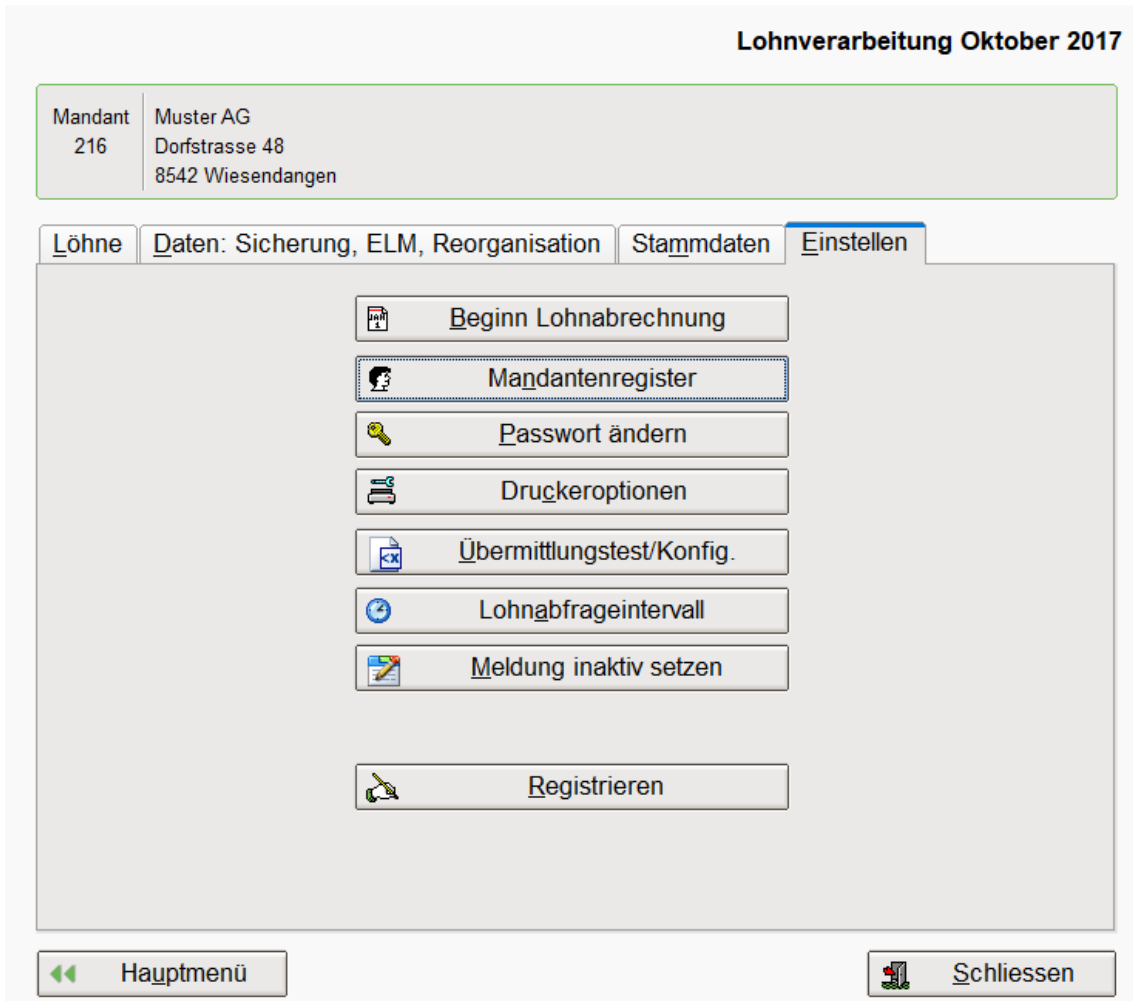 Lohnverarbeitung Oktober 2017
Mandant
216
Muster AG
Dorfstrasse 48
8542 Wiesendangen
Löhne Daten: Sicherung, ELM, Reorganisation Stammdaten Einstellen
Beginn Lohnabrechnung
Mandantenregister
Passwort ändern
Druckeroptionen
Übermittlungstest/Konfig.
Lohnabfrageintervall
Meldung inaktiv setzen
Registrieren
Hauptmenü Schliessen